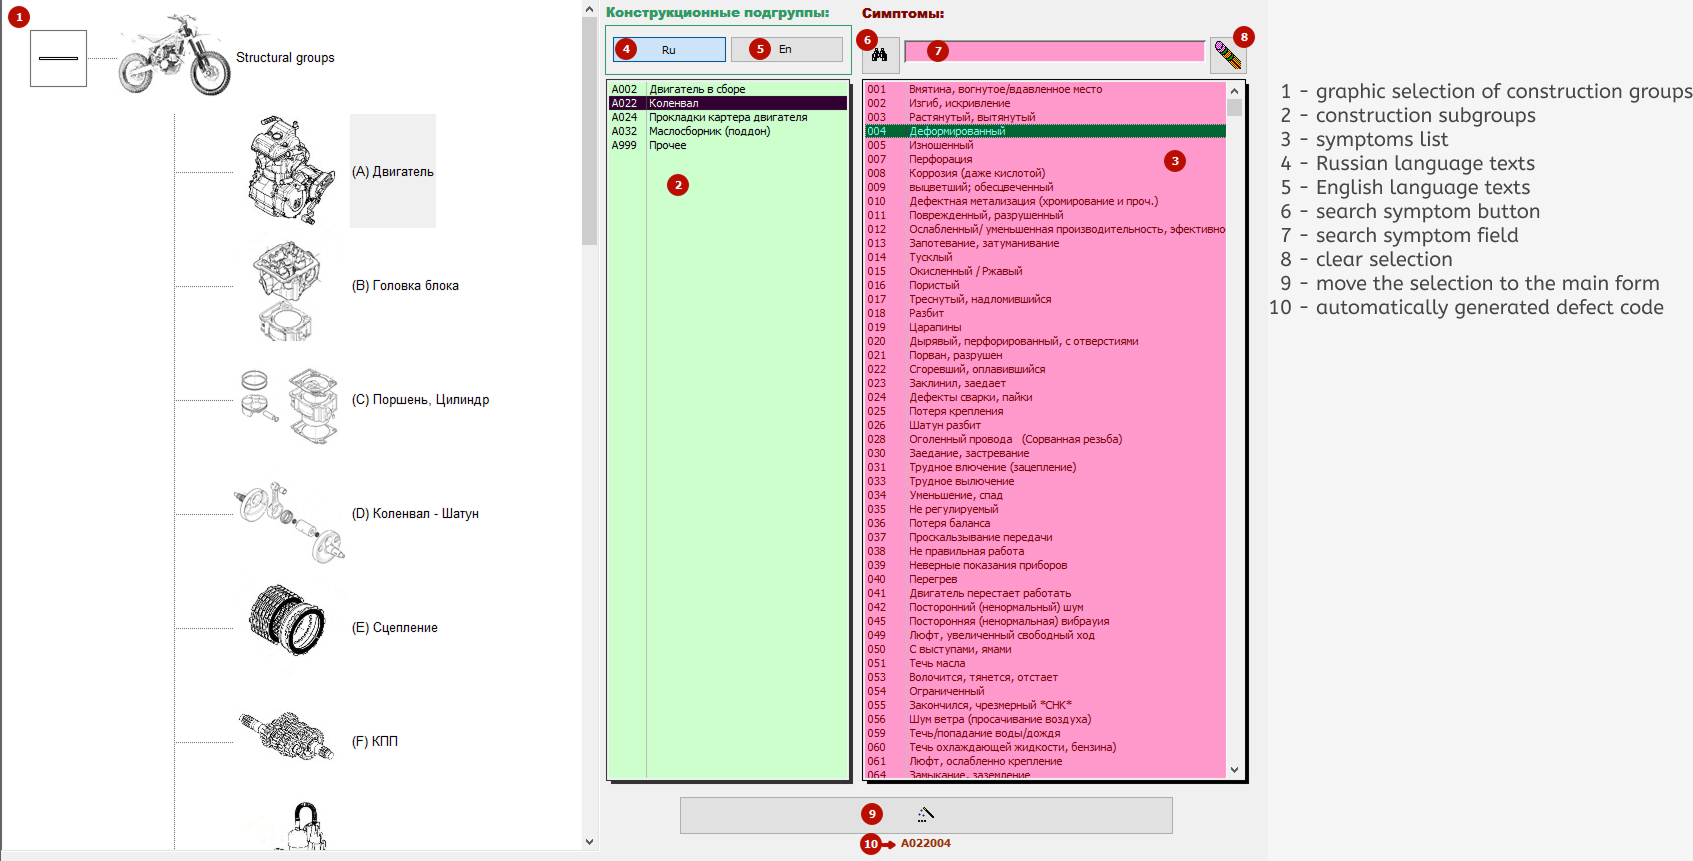 1
Structural groups
(A) Двигатель
(B) Головка блока
(C) Поршень, Цилиндр
(D) Коленвал - Шатун
(E) Сцепление
(F) КПП
Конструкционные подгруппы:
4 Ru
5 En
A002 Двигатель в сборе
A022 Коленвал
A024 Прокладки картера двигателя
A032 Маслосборник (поддон)
A999 Прочее
2
Симптомы:
6
7
8
001 Вмятина, вогнутое/вдавленное место
002 Изгиб, искривление
003 Растянутый, вытянутый
004 Деформированный
005 Изношенный
3
007 Перфорация
008 Коррозия (даже кислотой)
009 выцветший; обесцвеченный
010 Дефектная метализация (хромирование и проч.)
011 Поврежденный, разрушенный
012 Ослабленный/ уменьшенная производительность, эфективно
013 Запотевание, затуманивание
014 Тусклый
015 Окисленный / Ржавый
016 Пористый
017 Треснутый, надломившийся
018 Разбит
019 Царапины
020 Дырявый, перфорированный, с отверстиями
021 Порван, разрушен
022 Сгоревший, оплавившийся
023 Заклинил, заедает
024 Дефекты сварки, пайки
025 Потеря крепления
026 Шатун разбит
028 Оголенный провода (Сорванная резьба)
030 Заедание, застревание
031 Трудное влючение (зацепление)
033 Трудное вылючение
034 Уменьшение, спад
035 Не регулируемый
036 Потеря баланса
037 Проскальзывание передачи
038 Не правильная работа
039 Неверные показания приборов
040 Перегрев
041 Двигатель перестает работать
042 Посторонний (ненормальный) шум
045 Посторонняя (ненормальная) вибрауия
049 Люфт, увеличенный свободный ход
050 С выступами, ямами
051 Течь масла
053 Волочится, тянется, отстает
054 Ограниченный
055 Закончился, чрезмерный *СНК*
056 Шум ветра (просачивание воздуха)
059 Течь/попадание воды/дождя
060 Течь охлаждающей жидкости, бензина)
061 Люфт, ослабленно крепление
064 Замыкание, заземление
9
10 A022004
1 - graphic selection of construction groups
2 - construction subgroups
3 - symptoms list
4 - Russian language texts
5 - English language texts
6 - search symptom button
7 - search symptom field
8 - clear selection
9 - move the selection to the main form
10 - automatically generated defect code